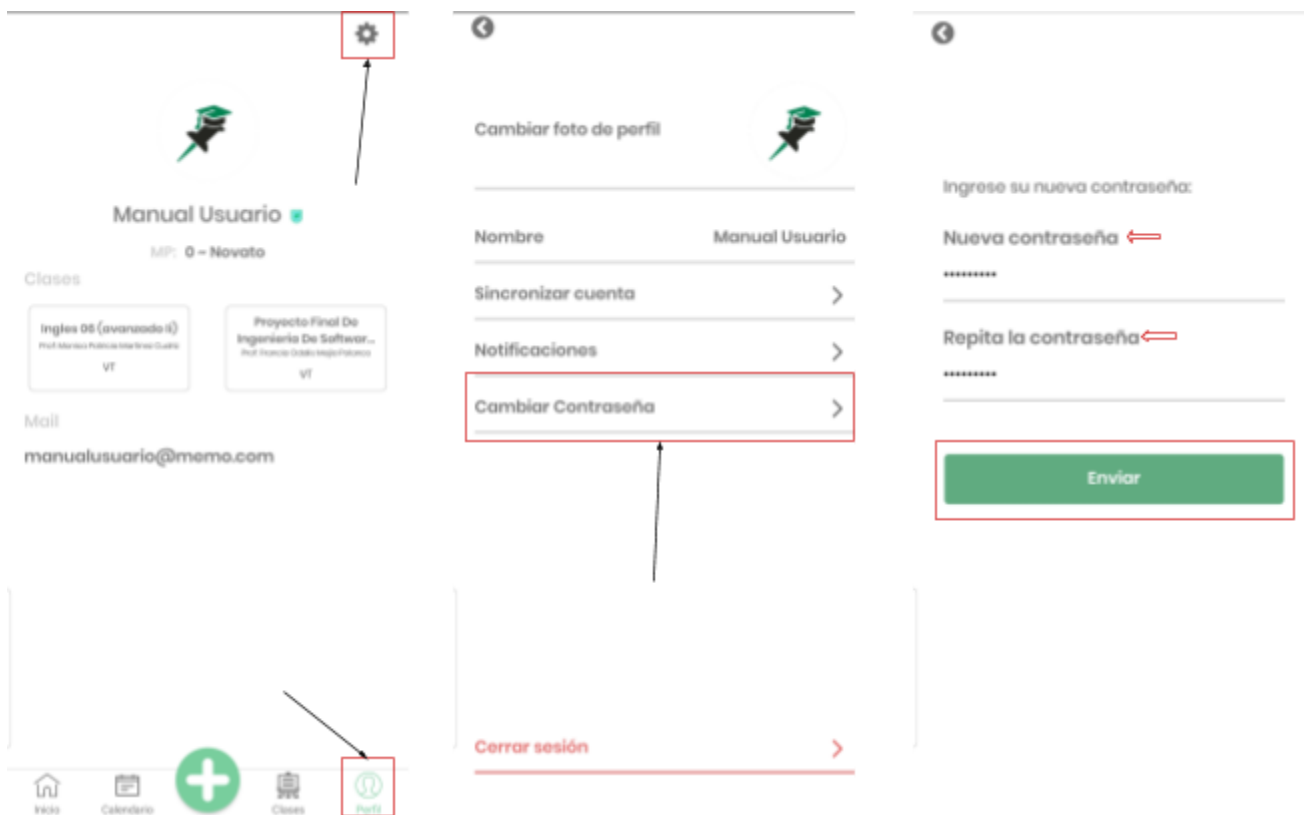 Manual Usuario
MP: 0 - Novato
Clases
Ingles 06 (avanzado Ii)
VT
Proyecto Final De
Ingenieria De Softwar...
VT
Mail
manualusuario@memo.com
Inicio
Calendario
Clases
Perfil
Cambiar foto de perfil
Nombre
Manual Usuario
Sincronizar cuenta
Notificaciones
Cambiar Contraseña
Cerrar sesión
Ingrese su nueva contraseña:
Nueva contraseña
•••••••••
Repita la contraseña
•••••••••
Enviar